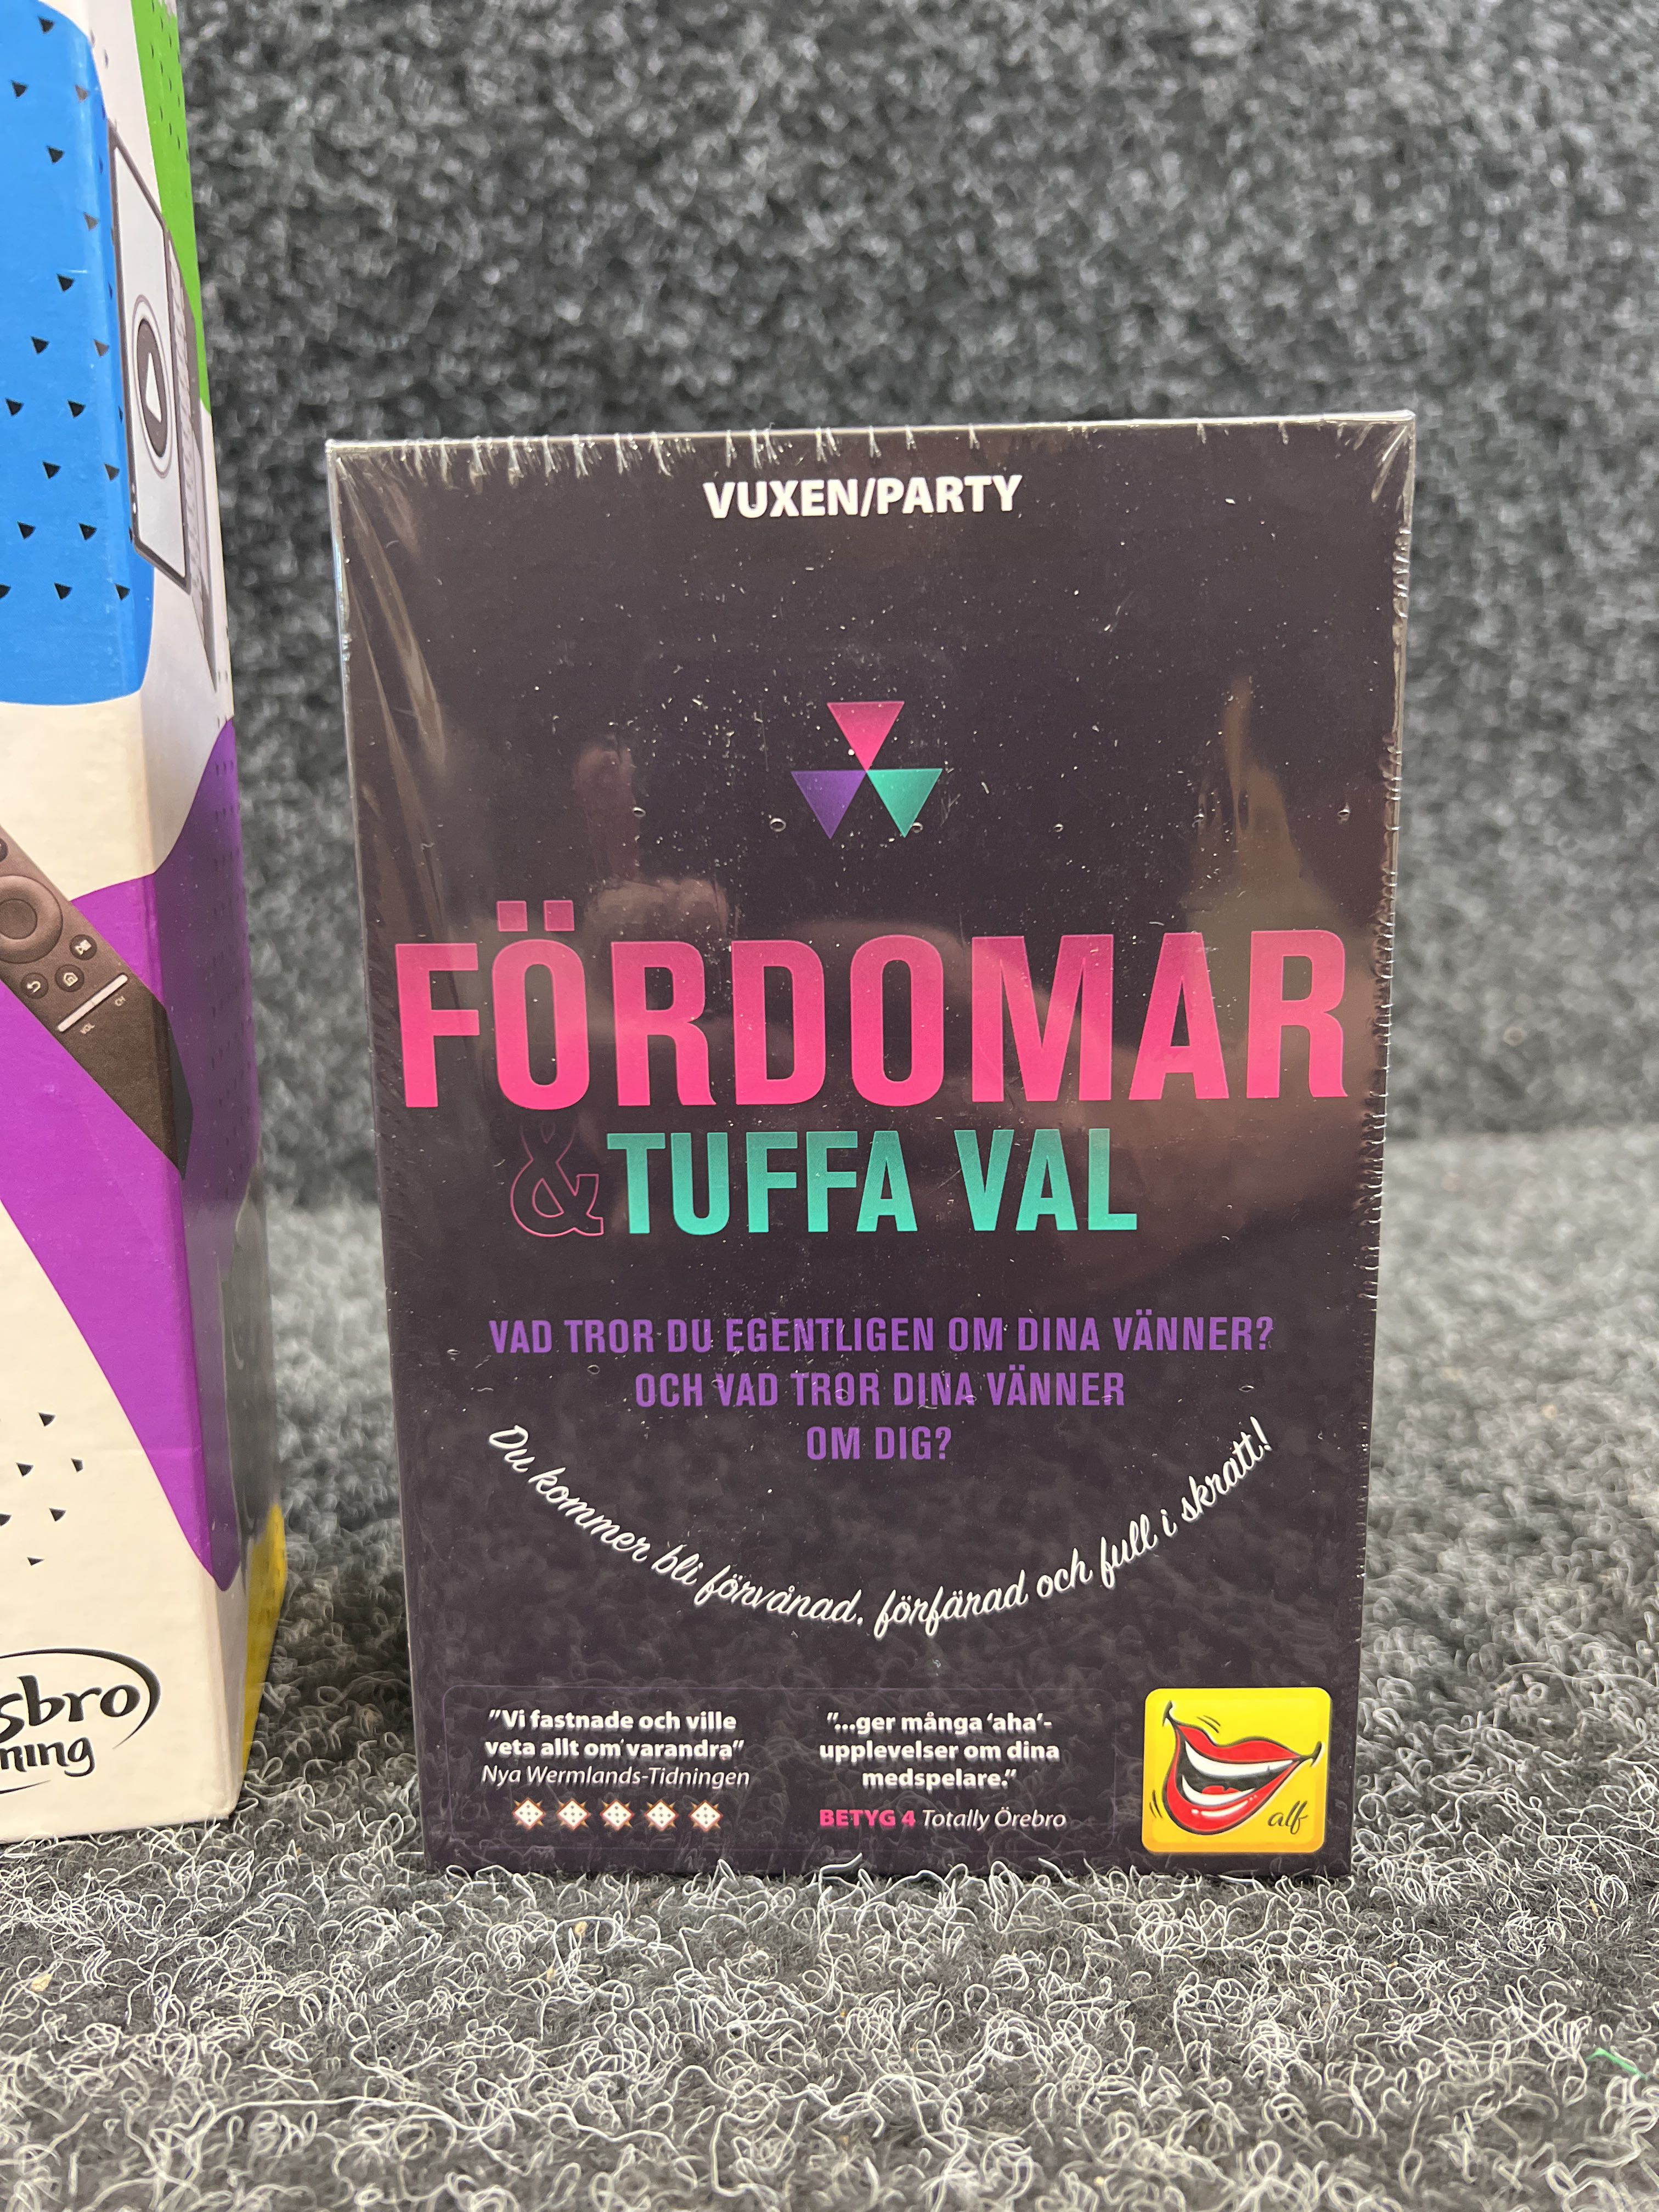 VUXEN/PARTY
FÖRDOMAR
& TUFFA VAL
VAD TROR DU EGENTLIGEN OM DINA VÄNNER?
OCH VAD TROR DINA VÄNNER
OM DIG?
Du kommer bli förvånad, förfärad och full i skratt!
"Vi fastnade och ville
veta allt om varandra"
Nya Wermlands-Tidningen
"...ger många 'aha'-
upplevelser om dina
medspelare."
BETYG 4 Totally Örebro
alf
VOL
CH
sbro
ning